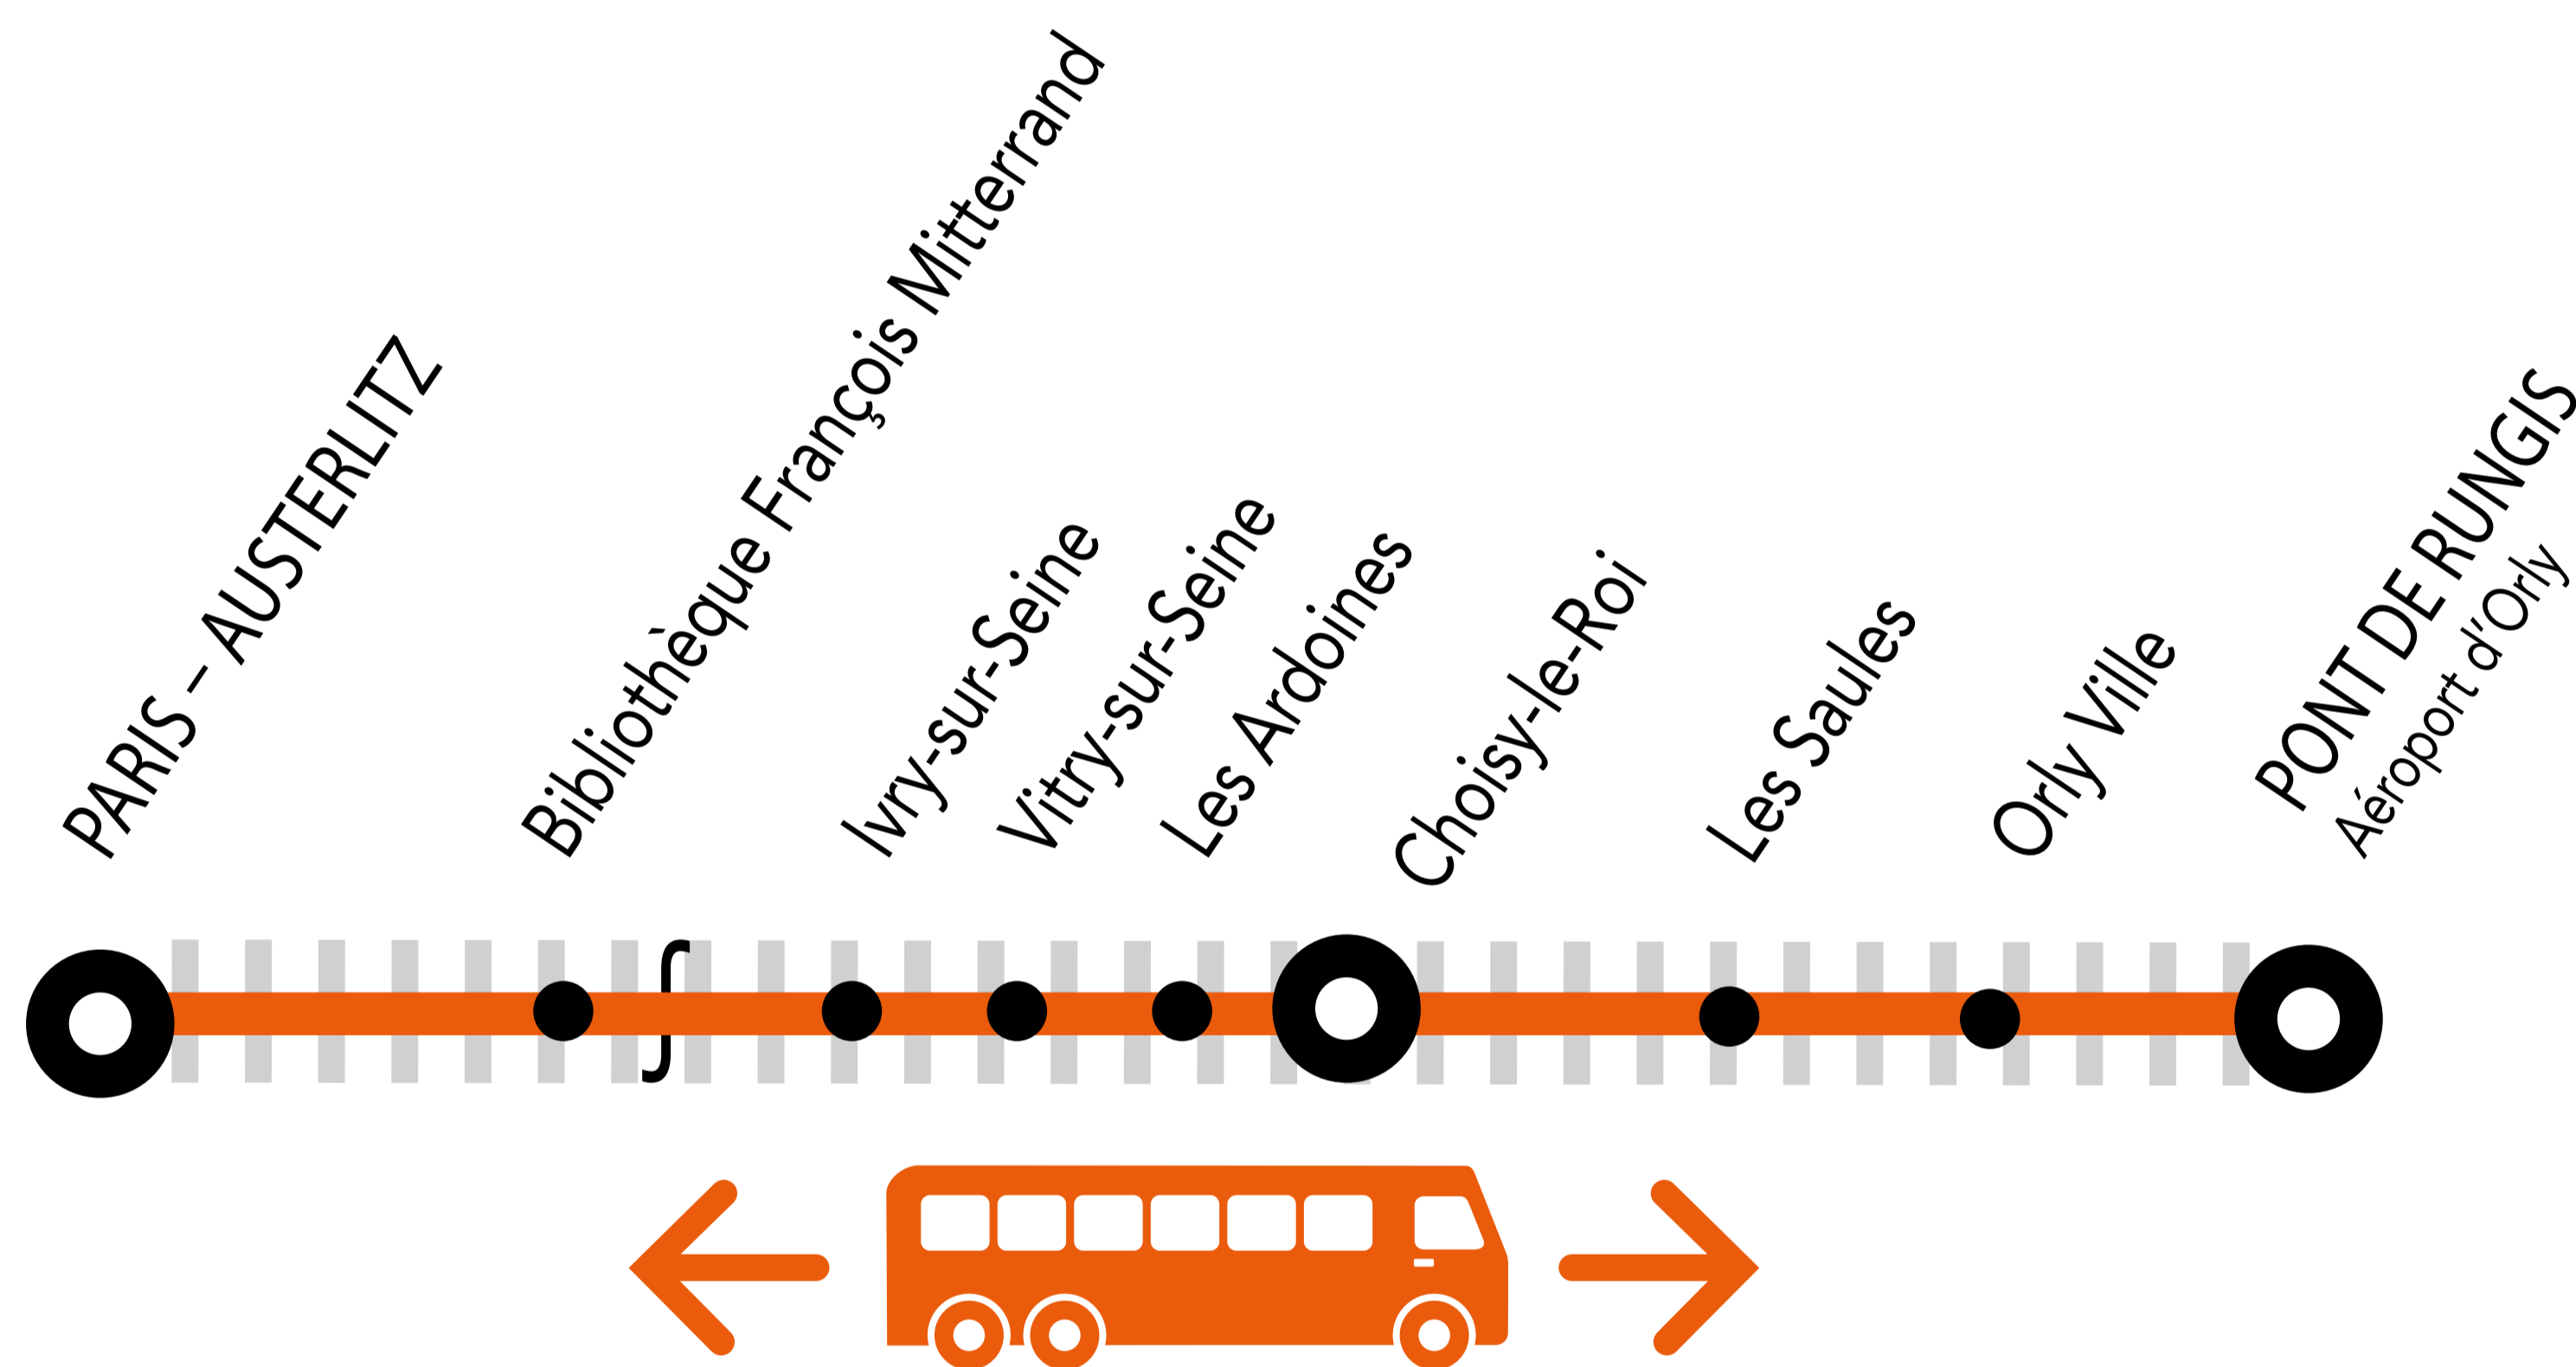 PARIS – AUSTERLITZ
Bibliothèque François Mitterrand
Ivry-sur-Seine
Vitry-sur-Seine
Les Ardoines
Choisy-le-Roi
Les Saules
Orly Ville
PONT DE RUNGIS
Aéroport d'Orly